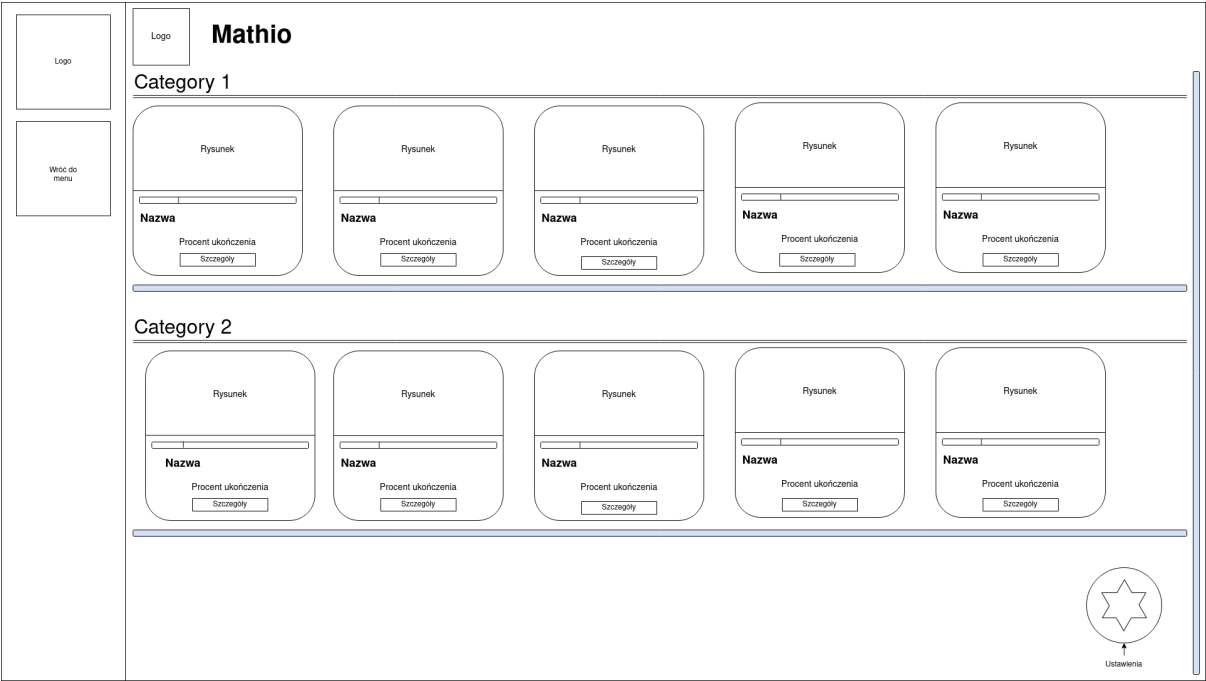 Logo
Wróć do
menu
Logo
Mathio
Category 1
Rysunek
Nazwa
Procent ukończenia
Szczegóły
Rysunek
Nazwa
Procent ukończenia
Szczegóły
Rysunek
Nazwa
Procent ukończenia
Szczegóły
Rysunek
Nazwa
Procent ukończenia
Szczegóły
Rysunek
Nazwa
Procent ukończenia
Szczegóły
Category 2
Rysunek
Nazwa
Procent ukończenia
Szczegóły
Rysunek
Nazwa
Procent ukończenia
Szczegóły
Rysunek
Nazwa
Procent ukończenia
Szczegóły
Rysunek
Nazwa
Procent ukończenia
Szczegóły
Rysunek
Nazwa
Procent ukończenia
Szczegóły
Ustawienia